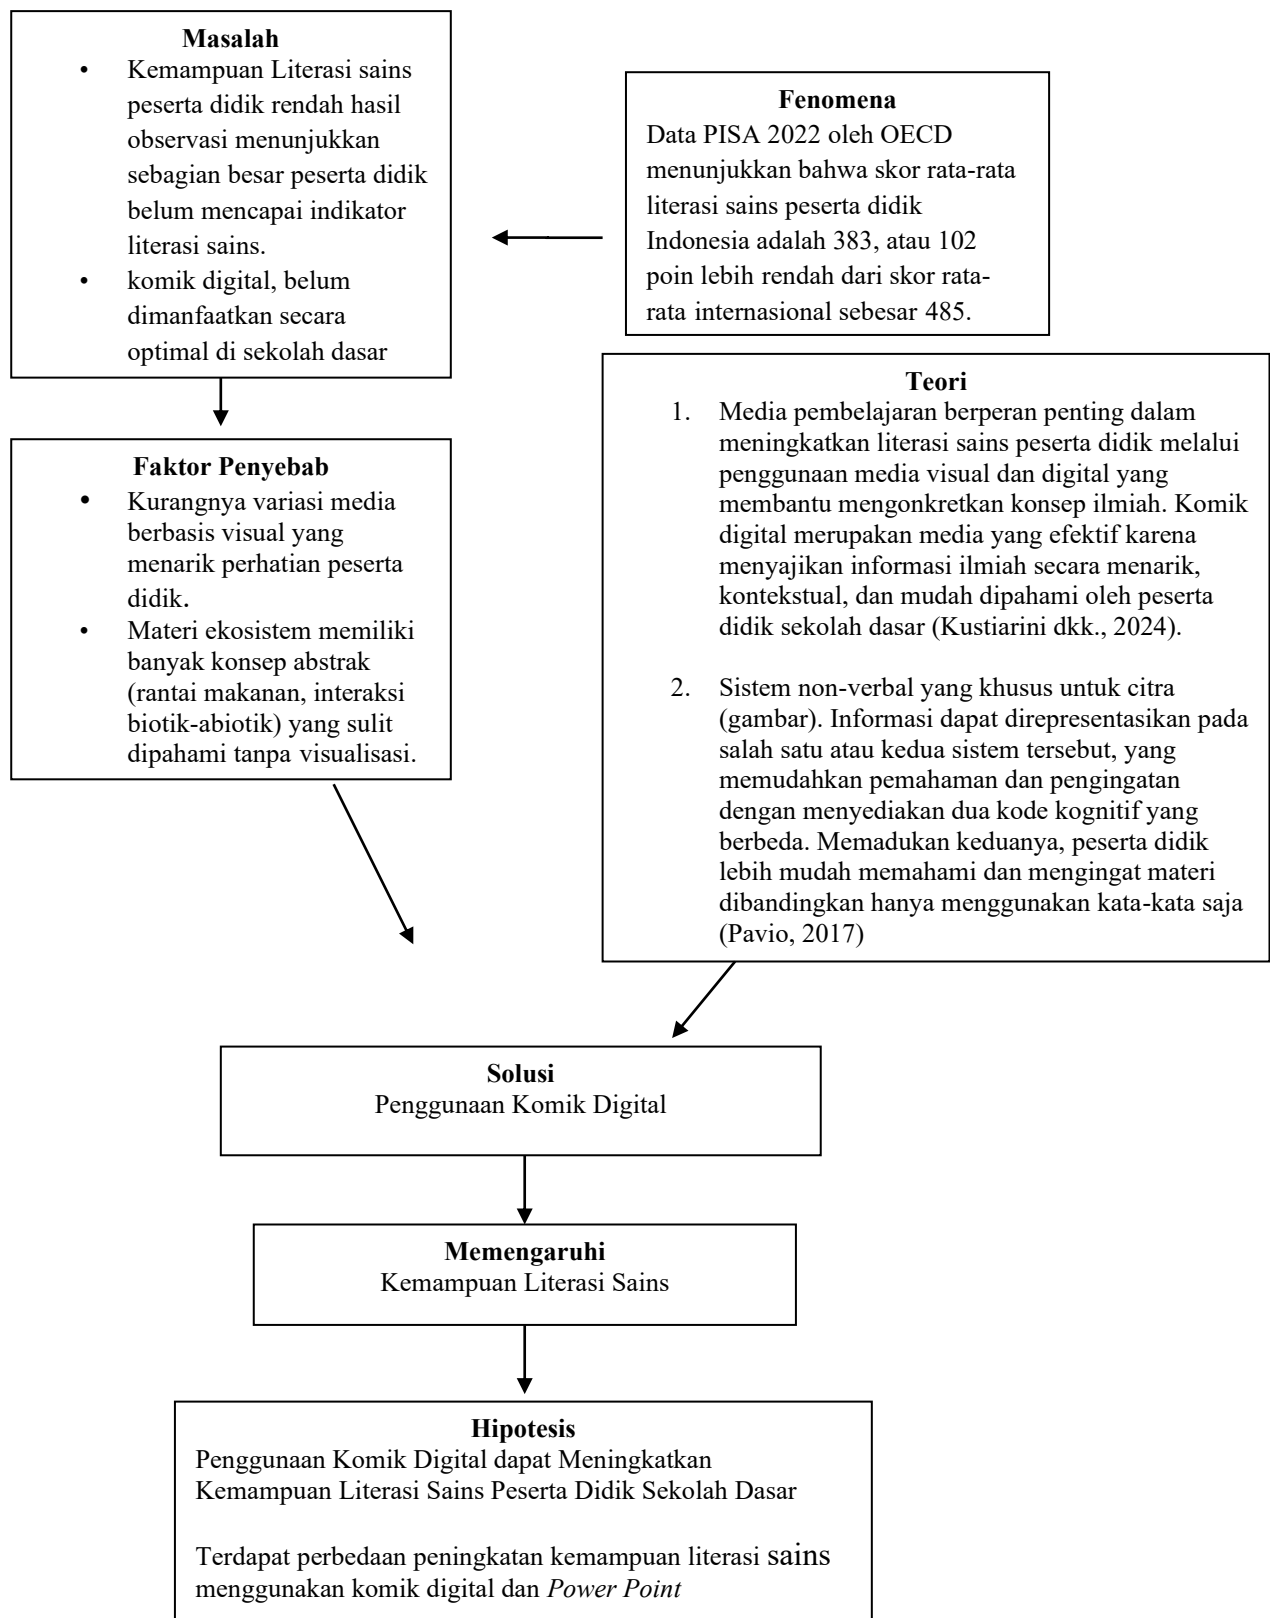 Masalah
• Kemampuan Literasi sains
peserta didik rendah hasil
observasi menunjukkan
sebagian besar peserta didik
belum mencapai indikator
literasi sains.
• komik digital, belum
dimanfaatkan secara
optimal di sekolah dasar
Fenomena
Data PISA 2022 oleh OECD
menunjukkan bahwa skor rata-rata
literasi sains peserta didik
Indonesia adalah 383, atau 102
poin lebih rendah dari skor rata-
rata internasional sebesar 485.
Faktor Penyebab
• Kurangnya variasi media
berbasis visual yang
menarik perhatian peserta
didik.
• Materi ekosistem memiliki
banyak konsep abstrak
(rantai makanan, interaksi
biotik-abiotik) yang sulit
dipahami tanpa visualisasi.
Teori
1. Media pembelajaran berperan penting dalam
meningkatkan literasi sains peserta didik melalui
penggunaan media visual dan digital yang
membantu mengonkretkan konsep ilmiah. Komik
digital merupakan media yang efektif karena
menyajikan informasi ilmiah secara menarik,
kontekstual, dan mudah dipahami oleh peserta
didik sekolah dasar (Kustiarini dkk., 2024).
2. Sistem non-verbal yang khusus untuk citra
(gambar). Informasi dapat direpresentasikan pada
salah satu atau kedua sistem tersebut, yang
memudahkan pemahaman dan pengingatan
dengan menyediakan dua kode kognitif yang
berbeda. Memadukan keduanya, peserta didik
lebih mudah memahami dan mengingat materi
dibandingkan hanya menggunakan kata-kata saja
(Pavio, 2017)
Solusi
Penggunaan Komik Digital
Memengaruhi
Kemampuan Literasi Sains
Hipotesis
Penggunaan Komik Digital dapat Meningkatkan
Kemampuan Literasi Sains Peserta Didik Sekolah Dasar
Terdapat perbedaan peningkatan kemampuan literasi sains
menggunakan komik digital dan Power Point